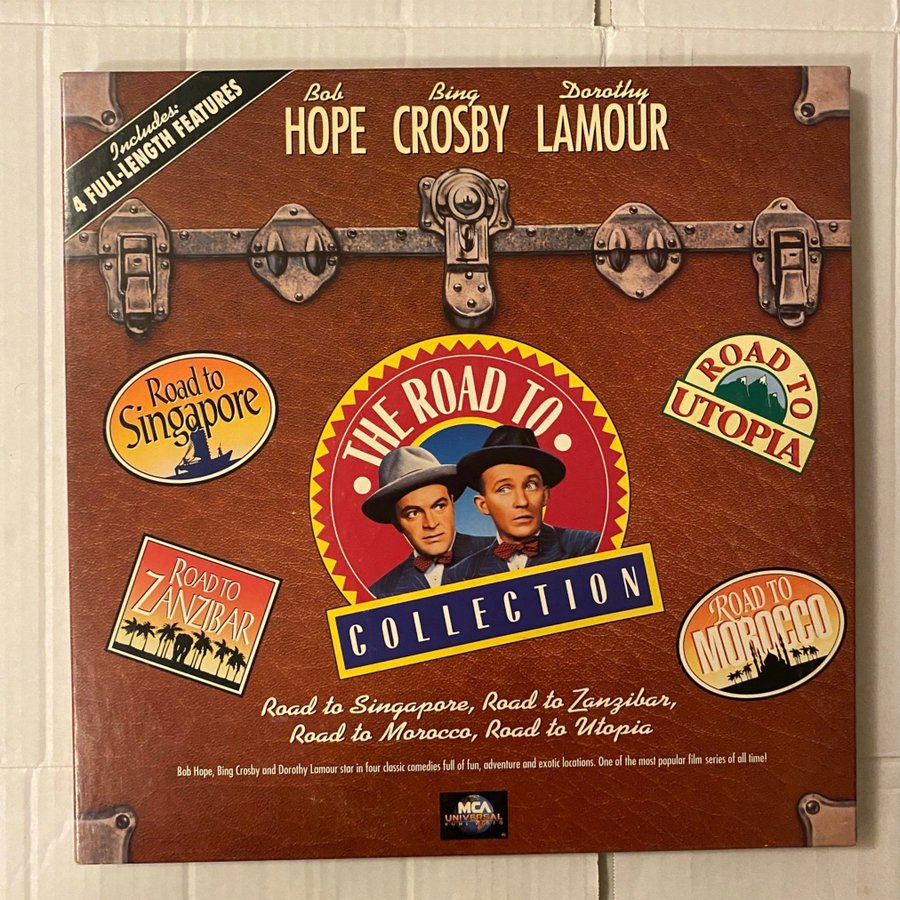 Includes:
4 FULL-LENGTH FEATURES
Bob Bing Dorothy
HOPE CROSBY LAMOUR
Road to
Singapore
THE ROAD TO
COLLECTION
ROAD TO
UTOPIA
ROAD TO
ZANZIBAR
ROAD TO
MOROCCO
Road to Singapore, Road to Zanzibar,
Road to Morocco, Road to Utopia
Bob Hope, Bing Crosby and Dorothy Lamour star in four classic comedies full of fun, adventure and exotic locations. One of the most popular film series of all time!
MCA
UNIVERSAL
HOME VIDEO